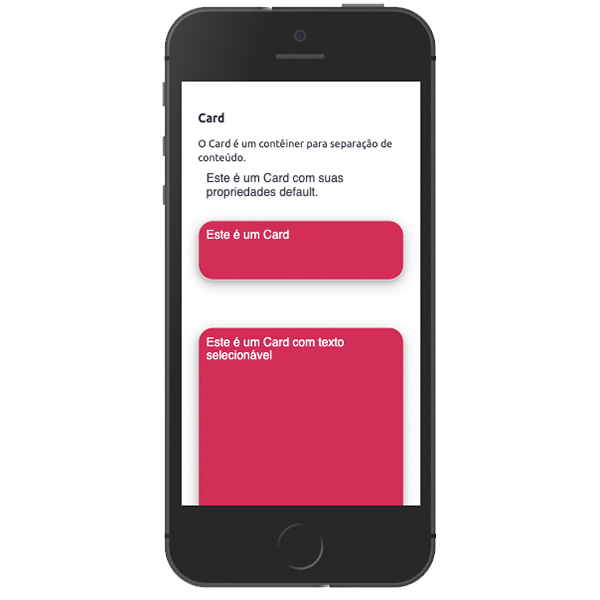 Card
O Card é um contêiner para separação de
conteúdo.
Este é um Card com suas
propriedades default.
Este é um Card
Este é um Card com texto
selecionável